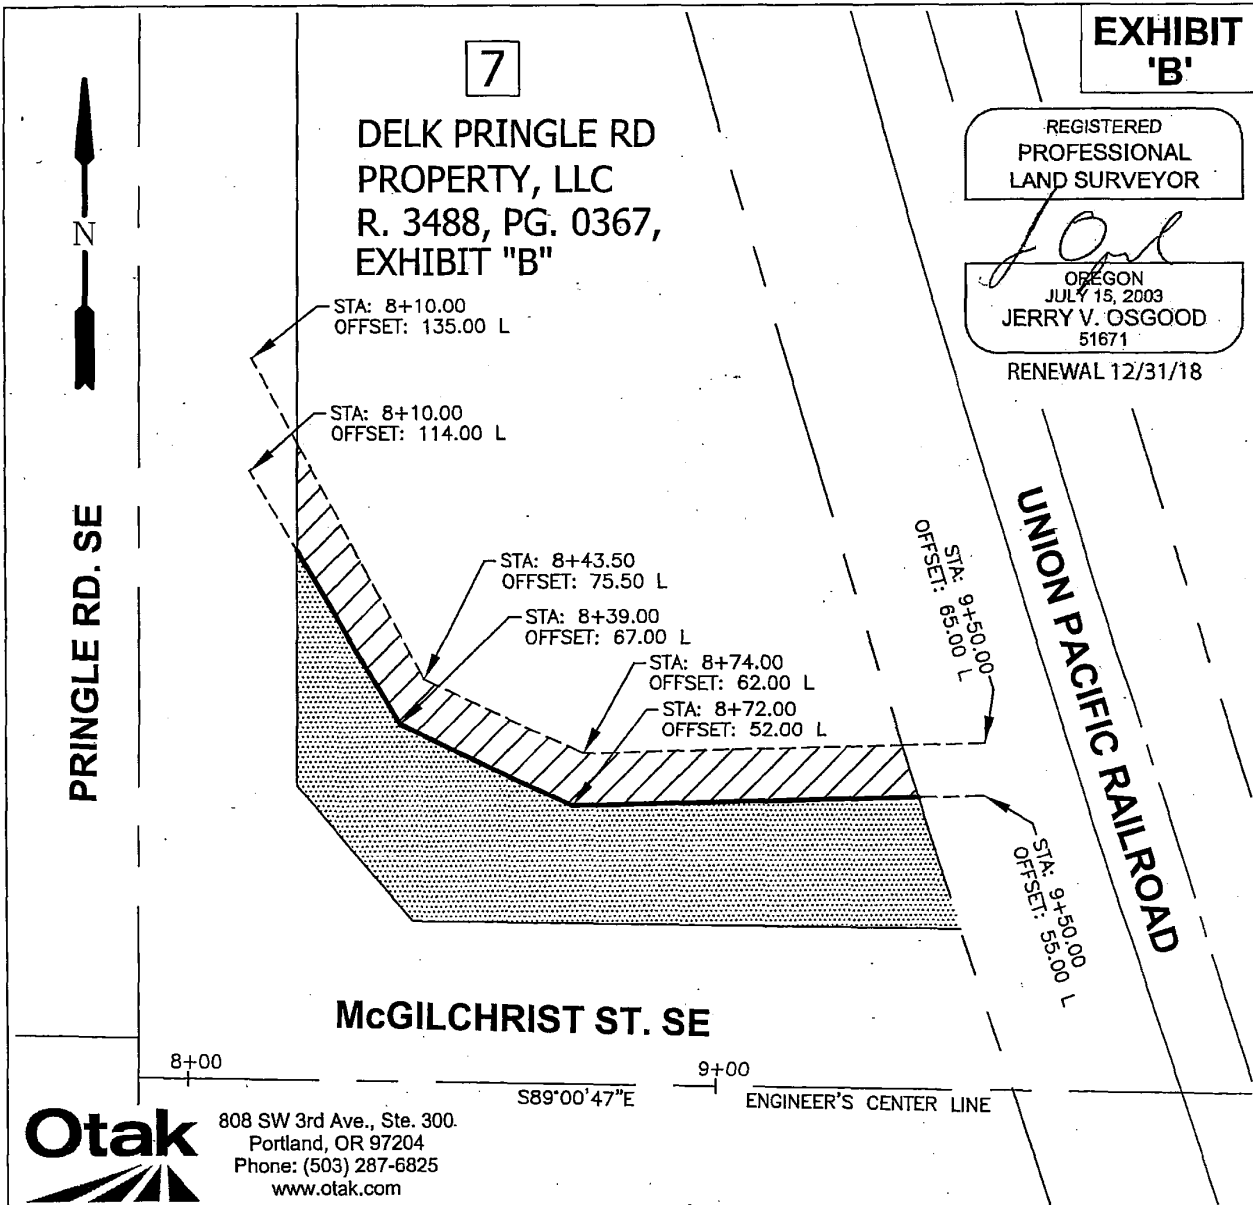 EXHIBIT
'B'
7
DELK PRINGLE RD
PROPERTY, LLC
R. 3488, PG. 0367,
EXHIBIT "B"
REGISTERED
PROFESSIONAL
LAND SURVEYOR
OREGON
JULY 15, 2003
JERRY V. OSGOOD
51671
RENEWAL 12/31/18
N
STA: 8+10.00
OFFSET: 135.00 L
STA: 8+10.00
OFFSET: 114.00 L
STA: 8+43.50
OFFSET: 75.50 L
STA: 8+39.00
OFFSET: 67.00 L
STA: 8+74.00
OFFSET: 62.00 L
STA: 8+72.00
OFFSET: 52.00 L
STA: 9+50.00
OFFSET: 65.00 L
STA: 9+50.00
OFFSET: 55.00 L
PRINGLE RD. SE
UNION PACIFIC RAILROAD
McGILCHRIST ST. SE
8+00
9+00
S89°00'47"E
ENGINEER'S CENTER LINE
Otak
808 SW 3rd Ave., Ste. 300.
Portland, OR 97204
Phone: (503) 287-6825
www.otak.com